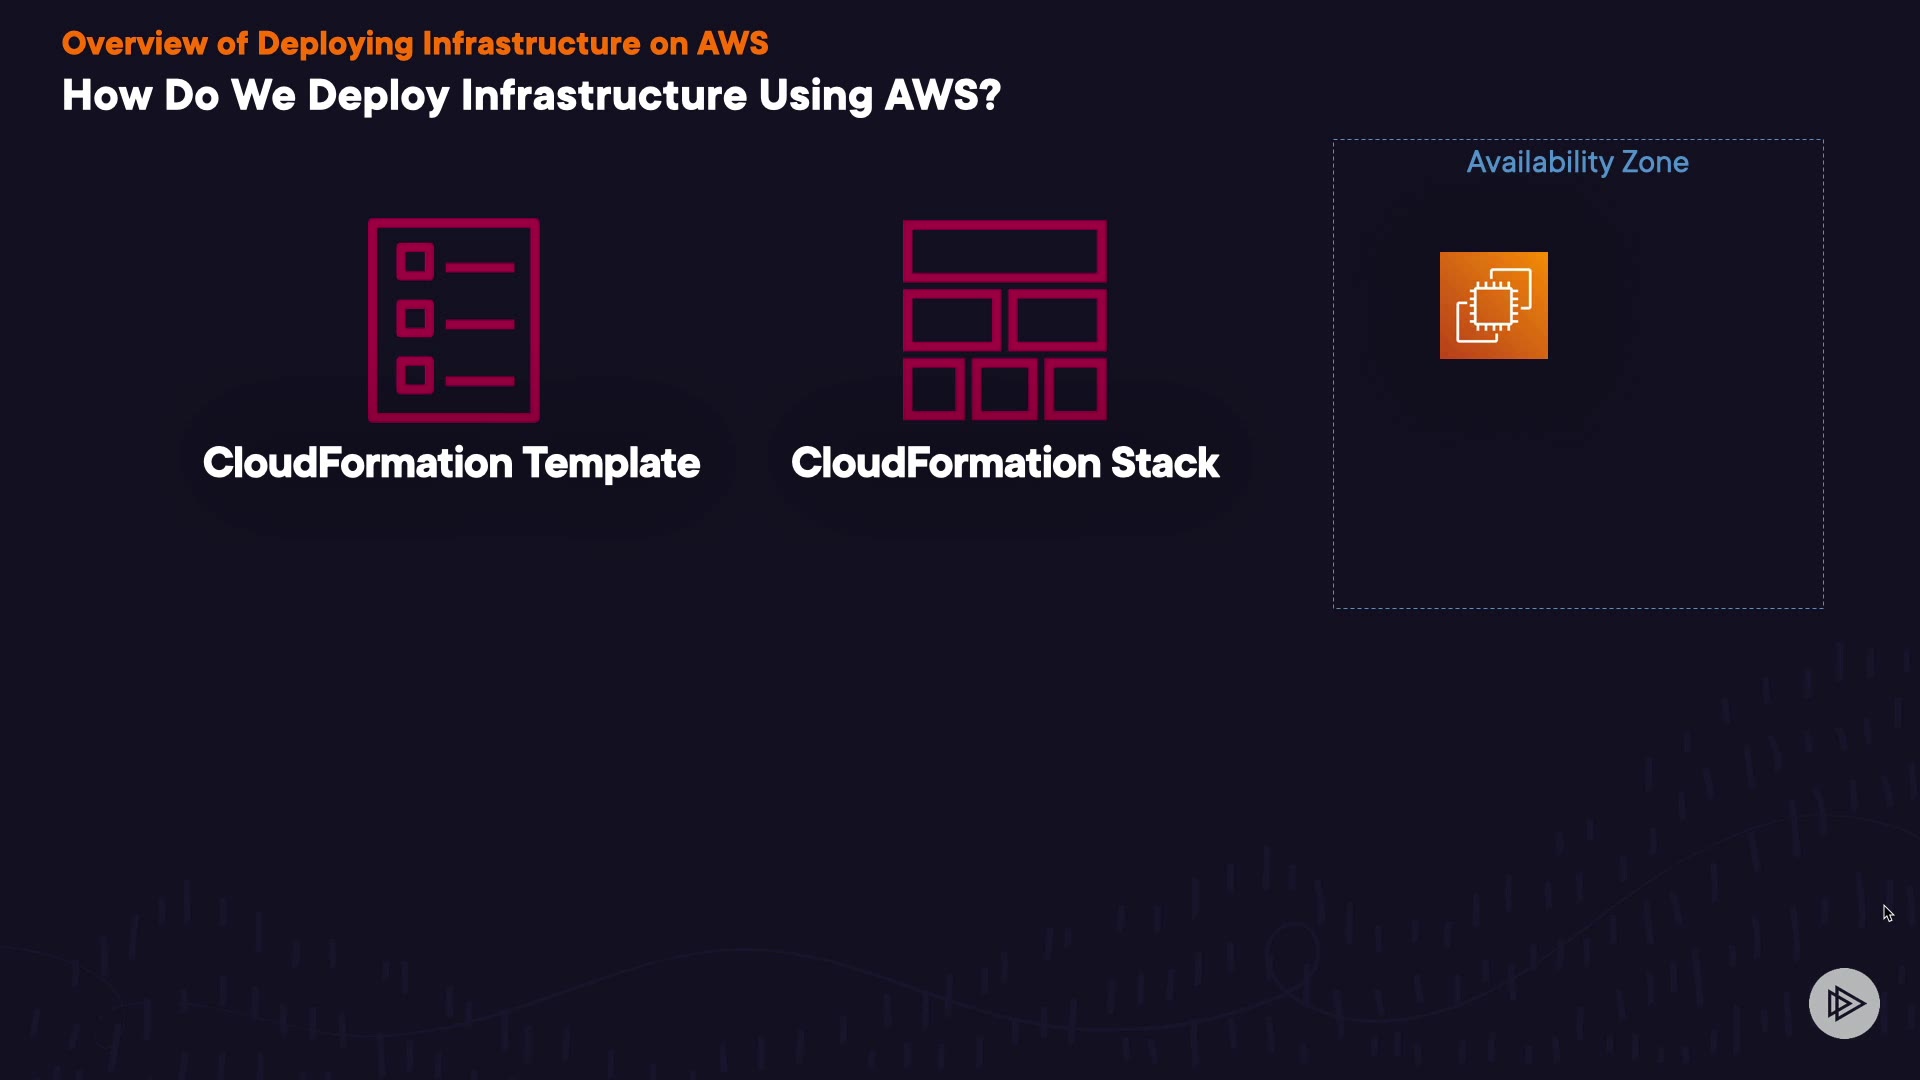 Overview of Deploying Infrastructure on AWS
How Do We Deploy Infrastructure Using AWS?
Availability Zone
CloudFormation Template
CloudFormation Stack